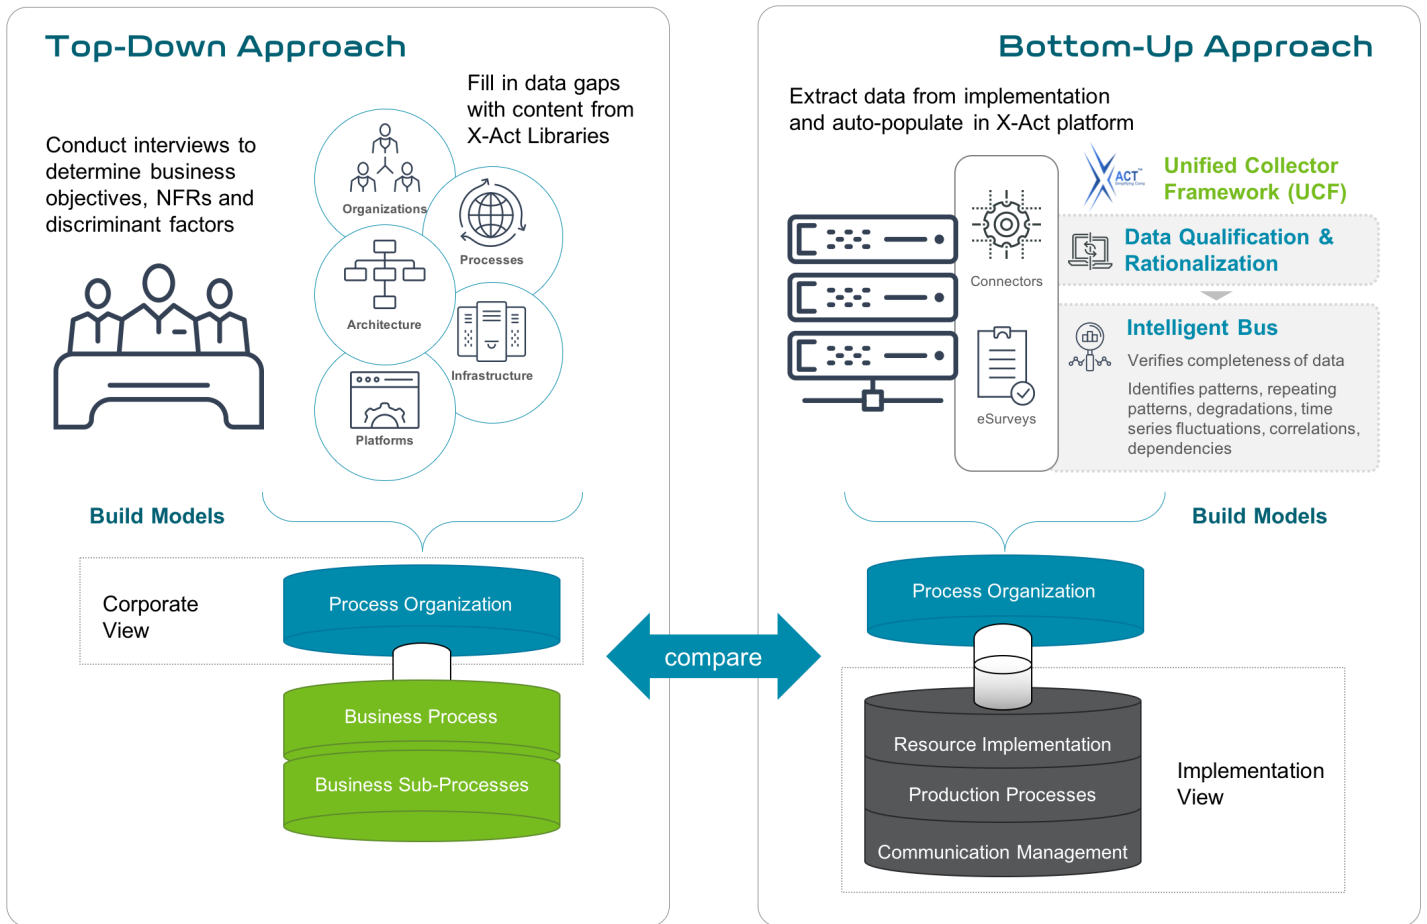 Top-Down Approach
Conduct interviews to
determine business
objectives, NFRs and
discriminant factors
Fill in data gaps
with content from
X-Act Libraries
Organizations
Processes
Architecture
Infrastructure
Platforms
Build Models
Corporate
View
Process Organization
Business Process
Business Sub-Processes
compare
Bottom-Up Approach
Extract data from implementation
and auto-populate in X-Act platform
Connectors
eSurveys
XACT™
Simplifying Comp
Unified Collector
Framework (UCF)
Data Qualification &
Rationalization
Intelligent Bus
Verifies completeness of data
Identifies patterns, repeating
patterns, degradations, time
series fluctuations, correlations,
dependencies
Build Models
Process Organization
Resource Implementation
Production Processes
Communication Management
Implementation
View